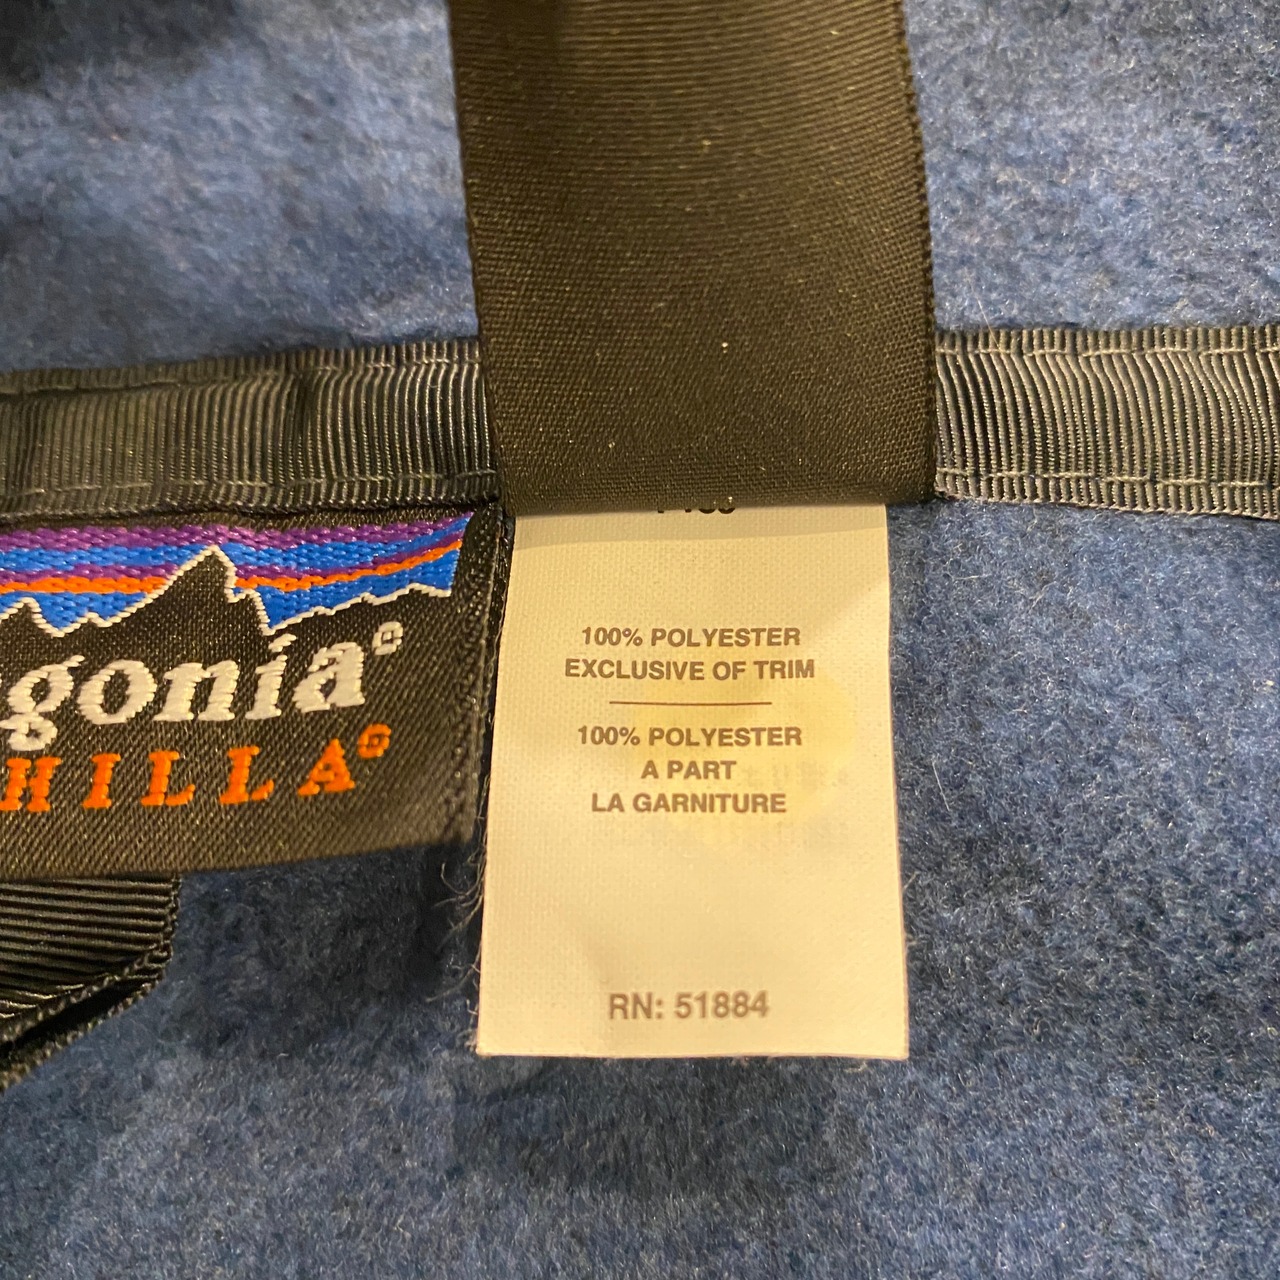 gonia®
HILLA®
100% POLYESTER
EXCLUSIVE OF TRIM
100% POLYESTER
A PART
LA GARNITURE
RN: 51884